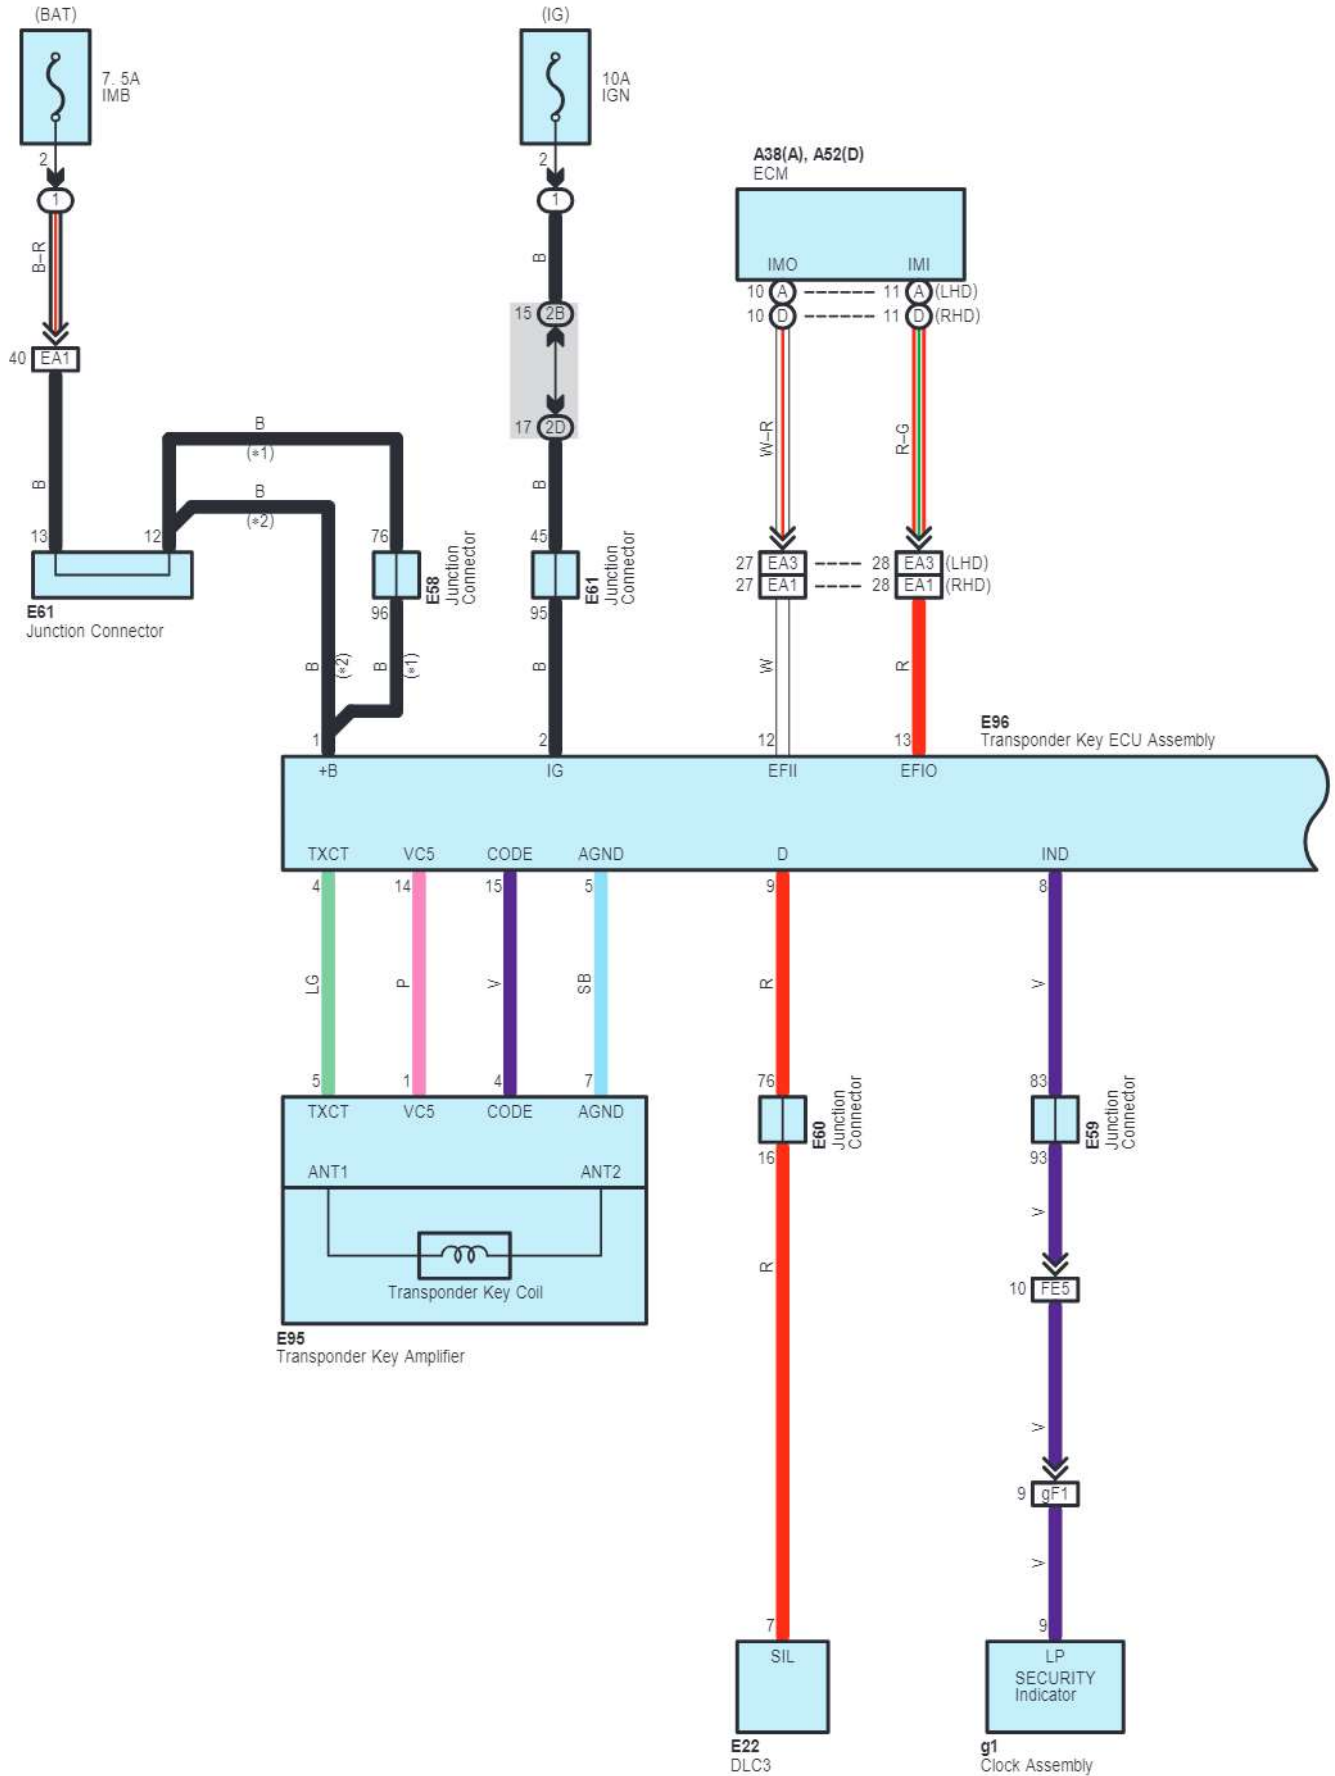 (BAT)
(IG)
7. 5A
IMB
10A
IGN
2
2
A38(A), A52(D)
ECM
1
1
B–R
B
IMO
IMI
10 A
11 A (LHD)
10 D
11 D (RHD)
15 2B
40 EA1
17 2D
W–R
R–G
B
(*1)
B
B
B
(*2)
13
12
76
45
27 EA3
28 EA3 (LHD)
27 EA1
28 EA1 (RHD)
E58
Junction
Connector
E61
Junction
Connector
96
95
E61
Junction Connector
B
(*2)
B
(*1)
B
W
R
E96
Transponder Key ECU Assembly
1
2
12
13
+B
IG
EFII
EFIO
TXCT
VC5
CODE
AGND
D
IND
4
14
15
5
9
8
LG
P
V
SB
R
V
5
1
4
7
76
83
TXCT
VC5
CODE
AGND
E60
Junction
Connector
E59
Junction
Connector
16
93
ANT1
ANT2
V
R
Transponder Key Coil
10 FE5
E95
Transponder Key Amplifier
V
9 gF1
V
7
9
SIL
LP
SECURITY
Indicator
E22
DLC3
g1
Clock Assembly